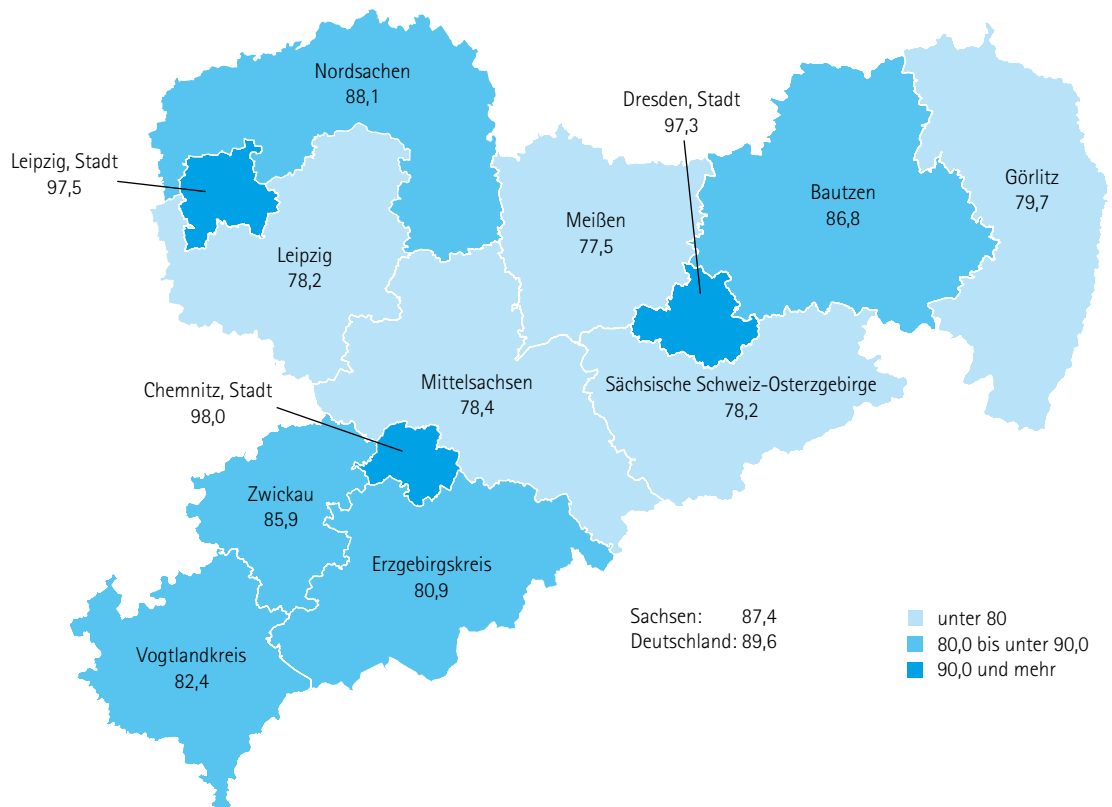 Nordsachen
88,1
Dresden, Stadt
97,3
Leipzig, Stadt
97,5
Görlitz
79,7
Bautzen
86,8
Meißen
77,5
Leipzig
78,2
Mittelsachsen
78,4
Sächsische Schweiz-Osterzgebirge
78,2
Chemnitz, Stadt
98,0
Zwickau
85,9
Erzgebirgskreis
80,9
Vogtlandkreis
82,4
Sachsen: 87,4
Deutschland: 89,6
unter 80
80,0 bis unter 90,0
90,0 und mehr